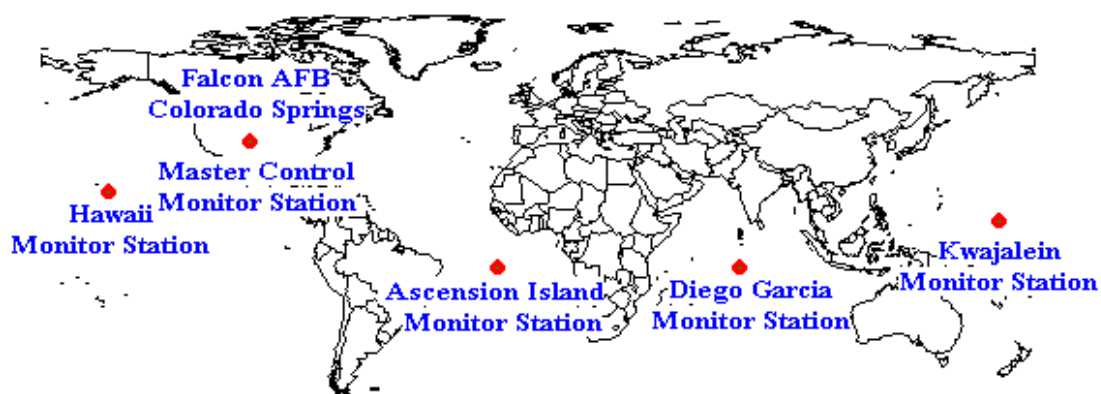 Falcon AFB
Colorado Springs
Master Control
Monitor Station
Hawaii
Monitor Station
Ascension Island
Monitor Station
Diego Garcia
Monitor Station
Kwajalein
Monitor Station